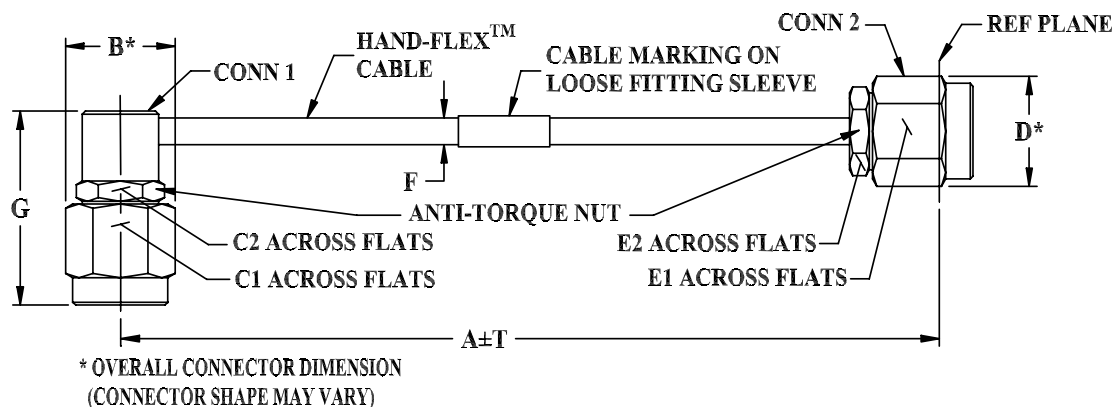 B*
CONN 1
HAND-FLEX™
CABLE
CABLE MARKING ON
LOOSE FITTING SLEEVE
CONN 2
REF PLANE
D*
G
F
ANTI-TORQUE NUT
C2 ACROSS FLATS
C1 ACROSS FLATS
E2 ACROSS FLATS
E1 ACROSS FLATS
A±T
* OVERALL CONNECTOR DIMENSION
(CONNECTOR SHAPE MAY VARY)